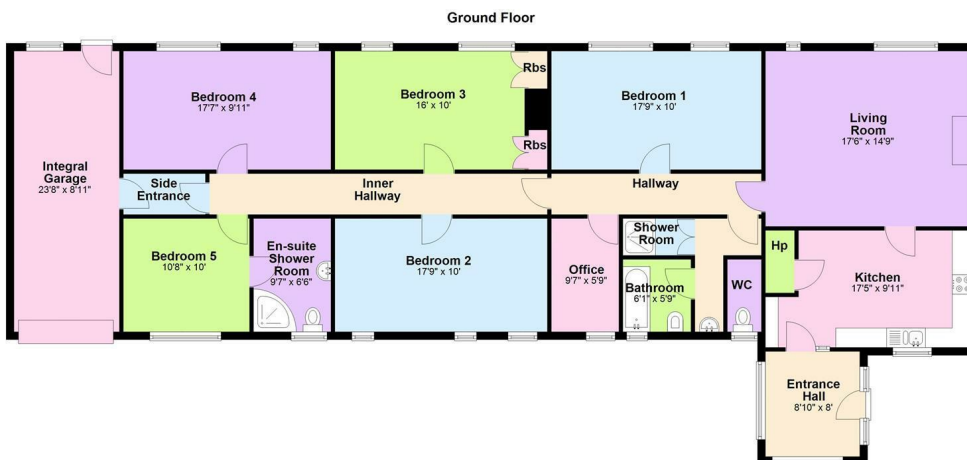 Ground Floor
Integral
Garage
23'8" x 8'11"
Bedroom 4
17'7" x 9'11"
Bedroom 3
16' x 10'
Rbs
Rbs
Bedroom 1
17'9" x 10'
Living
Room
17'6" x 14'9"
Side
Entrance
Inner
Hallway
Hallway
Bedroom 5
10'8" x 10'
En-suite
Shower
Room
9'7" x 6'6"
Bedroom 2
17'9" x 10'
Office
9'7" x 5'9"
Shower
Room
Bathroom
6'1" x 5'9"
WC
Hp
Kitchen
17'5" x 9'11"
Entrance
Hall
8'10" x 8'